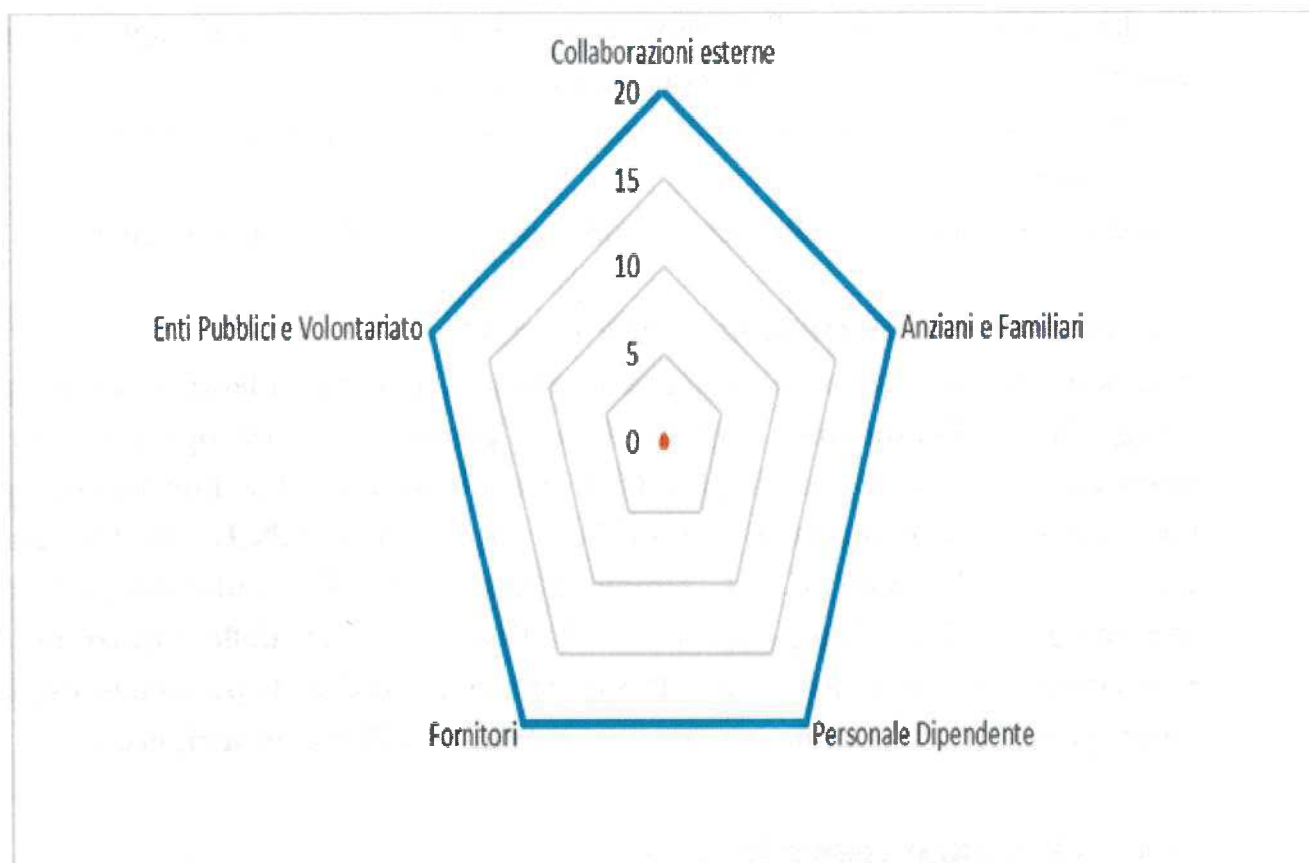 Collaborazioni esterne
20
15
10
5
0
Enti Pubblici e Volontariato
Anziani e Familiari
Fornitori
Personale Dipendente